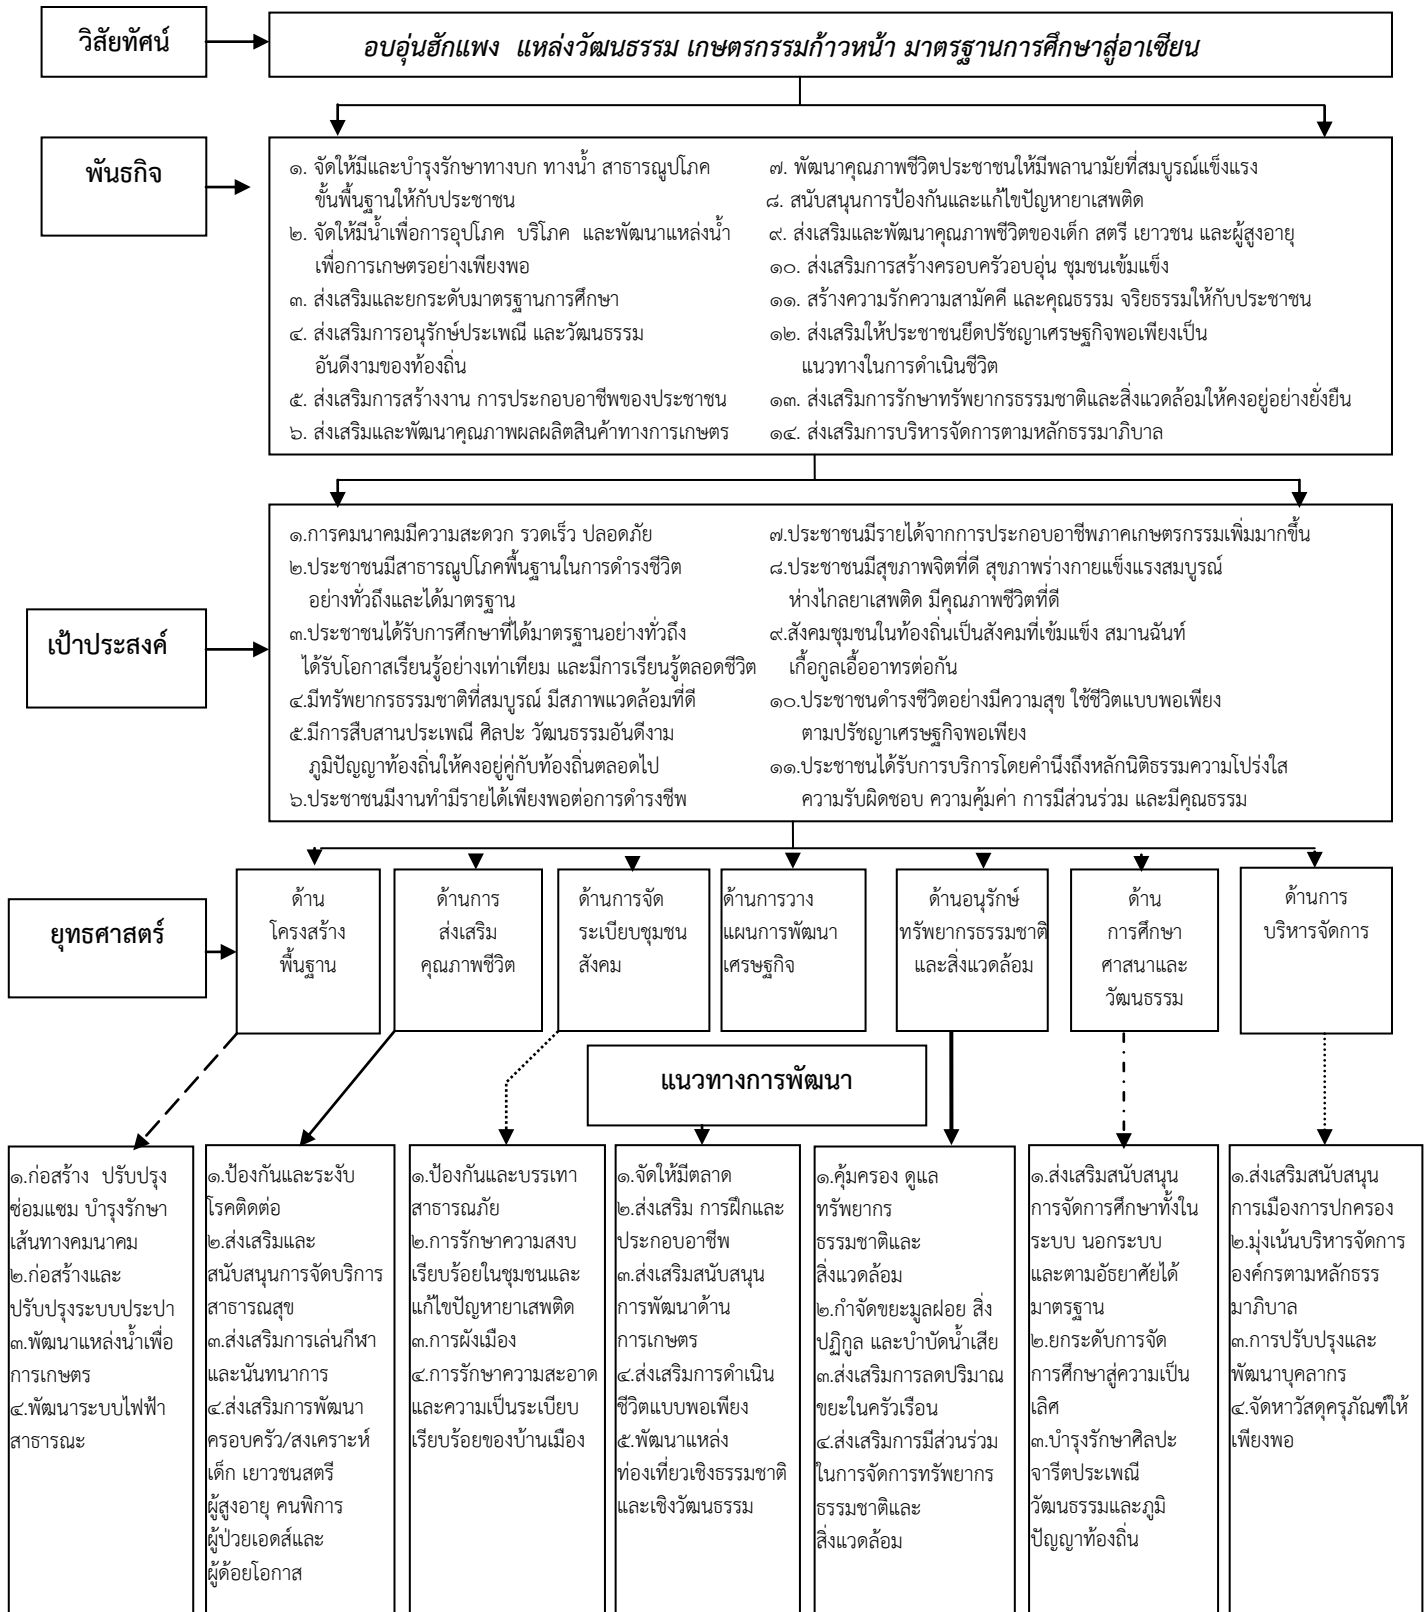 วิสัยทัศน์
อบอุ่นฮักแพง  แหล่งวัฒนธรรม เกษตรกรรมก้าวหน้า มาตรฐานการศึกษาสู่อาเซียน
พันธกิจ
๑. จัดให้มีและบำรุงรักษาทางบก ทางน้ำ สาธารณูปโภค
ขั้นพื้นฐานให้กับประชาชน
๒. จัดให้มีน้ำเพื่อการอุปโภค  บริโภค  และพัฒนาแหล่งน้ำ
เพื่อการเกษตรอย่างเพียงพอ
๓. ส่งเสริมและยกระดับมาตรฐานการศึกษา
๔. ส่งเสริมการอนุรักษ์ประเพณี และวัฒนธรรม
อันดีงามของท้องถิ่น
๕. ส่งเสริมการสร้างงาน การประกอบอาชีพของประชาชน
๖. ส่งเสริมและพัฒนาคุณภาพผลผลิตสินค้าทางการเกษตร
๗. พัฒนาคุณภาพชีวิตประชาชนให้มีพลานามัยที่สมบูรณ์แข็งแรง
๘. สนับสนุนการป้องกันและแก้ไขปัญหายาเสพติด
๙. ส่งเสริมและพัฒนาคุณภาพชีวิตของเด็ก สตรี เยาวชน และผู้สูงอายุ
๑๐. ส่งเสริมการสร้างครอบครัวอบอุ่น ชุมชนเข้มแข็ง
๑๑. สร้างความรักความสามัคคี และคุณธรรม จริยธรรมให้กับประชาชน
๑๒. ส่งเสริมให้ประชาชนยึดปรัชญาเศรษฐกิจพอเพียงเป็น
แนวทางในการดำเนินชีวิต
๑๓. ส่งเสริมการรักษาทรัพยากรธรรมชาติและสิ่งแวดล้อมให้คงอยู่อย่างยั่งยืน
๑๔. ส่งเสริมการบริหารจัดการตามหลักธรรมาภิบาล
เป้าประสงค์
๑.การคมนาคมมีความสะดวก รวดเร็ว ปลอดภัย
๒.ประชาชนมีสาธารณูปโภคพื้นฐานในการดำรงชีวิต
อย่างทั่วถึงและได้มาตรฐาน
๓.ประชาชนได้รับการศึกษาที่ได้มาตรฐานอย่างทั่วถึง
ได้รับโอกาสเรียนรู้อย่างเท่าเทียม และมีการเรียนรู้ตลอดชีวิต
๔.มีทรัพยากรธรรมชาติที่สมบูรณ์ มีสภาพแวดล้อมที่ดี
๕.มีการสืบสานประเพณี ศิลปะ วัฒนธรรมอันดีงาม
ภูมิปัญญาท้องถิ่นให้คงอยู่คู่กับท้องถิ่นตลอดไป
๖.ประชาชนมีงานทำมีรายได้เพียงพอต่อการดำรงชีพ
๗.ประชาชนมีรายได้จากการประกอบอาชีพภาคเกษตรกรรมเพิ่มมากขึ้น
๘.ประชาชนมีสุขภาพจิตที่ดี สุขภาพร่างกายแข็งแรงสมบูรณ์
ห่างไกลยาเสพติด มีคุณภาพชีวิตที่ดี
๙.สังคมชุมชนในท้องถิ่นเป็นสังคมที่เข้มแข็ง สมานฉันท์
เกื้อกูลเอื้ออาทรต่อกัน
๑๐.ประชาชนดำรงชีวิตอย่างมีความสุข ใช้ชีวิตแบบพอเพียง
ตามปรัชญาเศรษฐกิจพอเพียง
๑๑.ประชาชนได้รับการบริการโดยคำนึงถึงหลักนิติธรรมความโปร่งใส
ความรับผิดชอบ ความคุ้มค่า การมีส่วนร่วม และมีคุณธรรม
ยุทธศาสตร์
ด้าน
โครงสร้าง
พื้นฐาน
ด้านการ
ส่งเสริม
คุณภาพชีวิต
ด้านการจัด
ระเบียบชุมชน
สังคม
ด้านการวาง
แผนการพัฒนา
เศรษฐกิจ
ด้านอนุรักษ์
ทรัพยากรธรรมชาติ
และสิ่งแวดล้อม
ด้าน
การศึกษา
ศาสนาและ
วัฒนธรรม
ด้านการ
บริหารจัดการ
แนวทางการพัฒนา
๑.ก่อสร้าง  ปรับปรุง
ซ่อมแซม บำรุงรักษา
เส้นทางคมนาคม
๒.ก่อสร้างและ
ปรับปรุงระบบประปา
๓.พัฒนาแหล่งน้ำเพื่อ
การเกษตร
๔.พัฒนาระบบไฟฟ้า
สาธารณะ
๑.ป้องกันและระงับ
โรคติดต่อ
๒.ส่งเสริมและ
สนับสนุนการจัดบริการ
สาธารณสุข
๓.ส่งเสริมการเล่นกีฬา
และนันทนาการ
๔.ส่งเสริมการพัฒนา
ครอบครัว/สงเคราะห์
เด็ก เยาวชนสตรี
ผู้สูงอายุ คนพิการ
ผู้ป่วยเอดส์และ
ผู้ด้อยโอกาส
๑.ป้องกันและบรรเทา
สาธารณภัย
๒.การรักษาความสงบ
เรียบร้อยในชุมชนและ
แก้ไขปัญหายาเสพติด
๓.การผังเมือง
๔.การรักษาความสะอาด
และความเป็นระเบียบ
เรียบร้อยของบ้านเมือง
๑.จัดให้มีตลาด
๒.ส่งเสริม การฝึกและ
ประกอบอาชีพ
๓.ส่งเสริมสนับสนุน
การพัฒนาด้าน
การเกษตร
๔.ส่งเสริมการดำเนิน
ชีวิตแบบพอเพียง
๕.พัฒนาแหล่ง
ท่องเที่ยวเชิงธรรมชาติ
และเชิงวัฒนธรรม
๑.คุ้มครอง ดูแล
ทรัพยากร
ธรรมชาติและ
สิ่งแวดล้อม
๒.กำจัดขยะมูลฝอย สิ่ง
ปฏิกูล และบำบัดน้ำเสีย
๓.ส่งเสริมการลดปริมาณ
ขยะในครัวเรือน
๔.ส่งเสริมการมีส่วนร่วม
ในการจัดการทรัพยากร
ธรรมชาติและ
สิ่งแวดล้อม
๑.ส่งเสริมสนับสนุน
การจัดการศึกษาทั้งใน
ระบบ นอกระบบ
และตามอัธยาศัยได้
มาตรฐาน
๒.ยกระดับการจัด
การศึกษาสู่ความเป็น
เลิศ
๓.บำรุงรักษาศิลปะ
จารีตประเพณี
วัฒนธรรมและภูมิ
ปัญญาท้องถิ่น
๑.ส่งเสริมสนับสนุน
การเมืองการปกครอง
๒.มุ่งเน้นบริหารจัดการ
องค์กรตามหลักธรร
มาภิบาล
๓.การปรับปรุงและ
พัฒนาบุคลากร
๔.จัดหาวัสดุครุภัณฑ์ให้
เพียงพอ